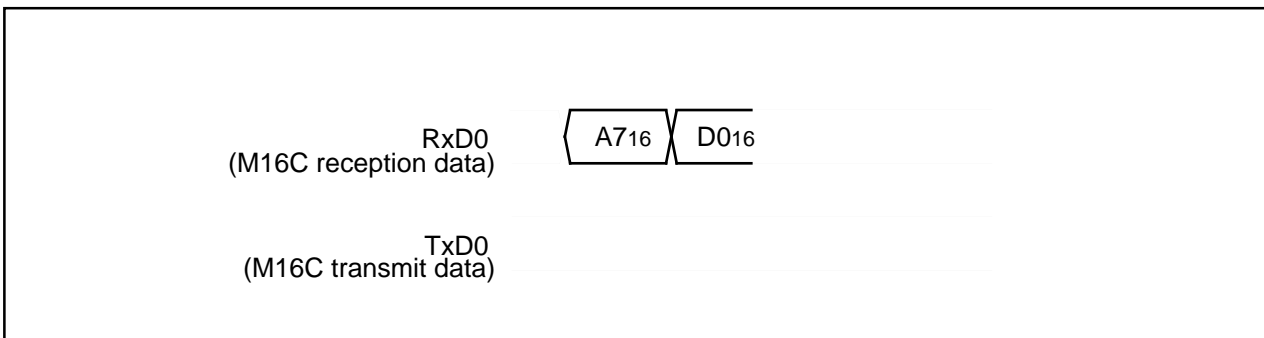 RxD0 A716 D016
(M16C reception data)
TxD0
(M16C transmit data)